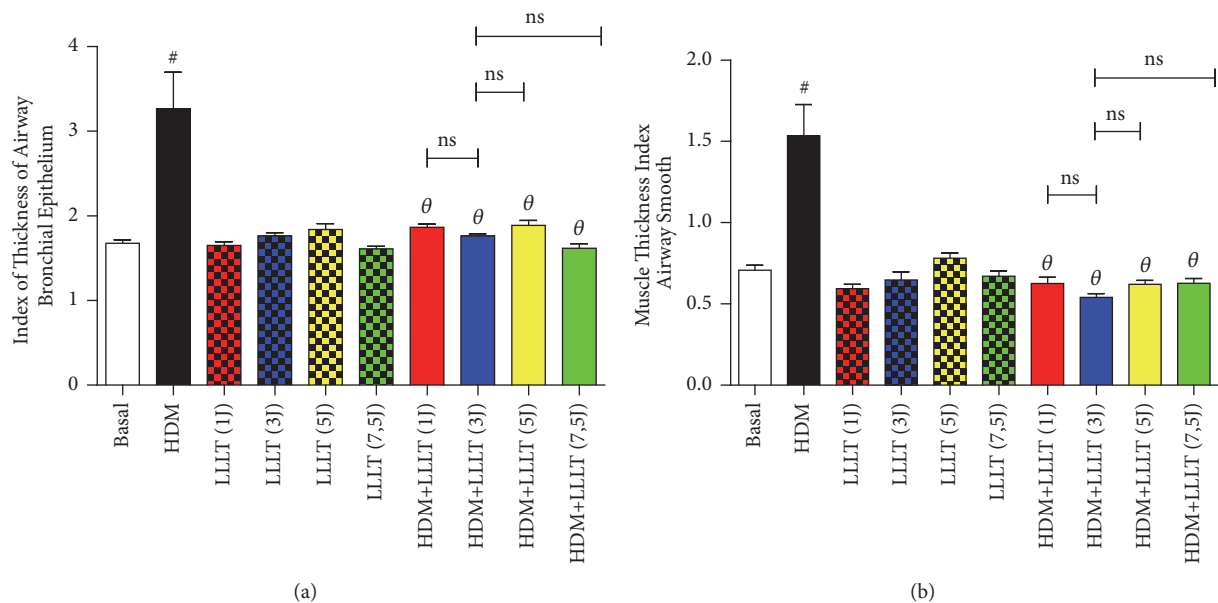 Index of Thickness of Airway
Bronchial Epithelium
4
3
2
1
0
#
θ
θ
θ
θ
ns
ns
ns
Basal
HDM
LLLT (1J)
LLLT (3J)
LLLT (5J)
LLLT (7,5J)
HDM+LLLT (1J)
HDM+LLLT (3J)
HDM+LLLT (5J)
HDM+LLLT (7,5J)
(a)
Muscle Thickness Index
Airway Smooth
2.0
1.5
1.0
0.5
0.0
#
θ
θ
θ
θ
ns
ns
ns
Basal
HDM
LLLT (1J)
LLLT (3J)
LLLT (5J)
LLLT (7,5J)
HDM+LLLT (1J)
HDM+LLLT (3J)
HDM+LLLT (5J)
HDM+LLLT (7,5J)
(b)